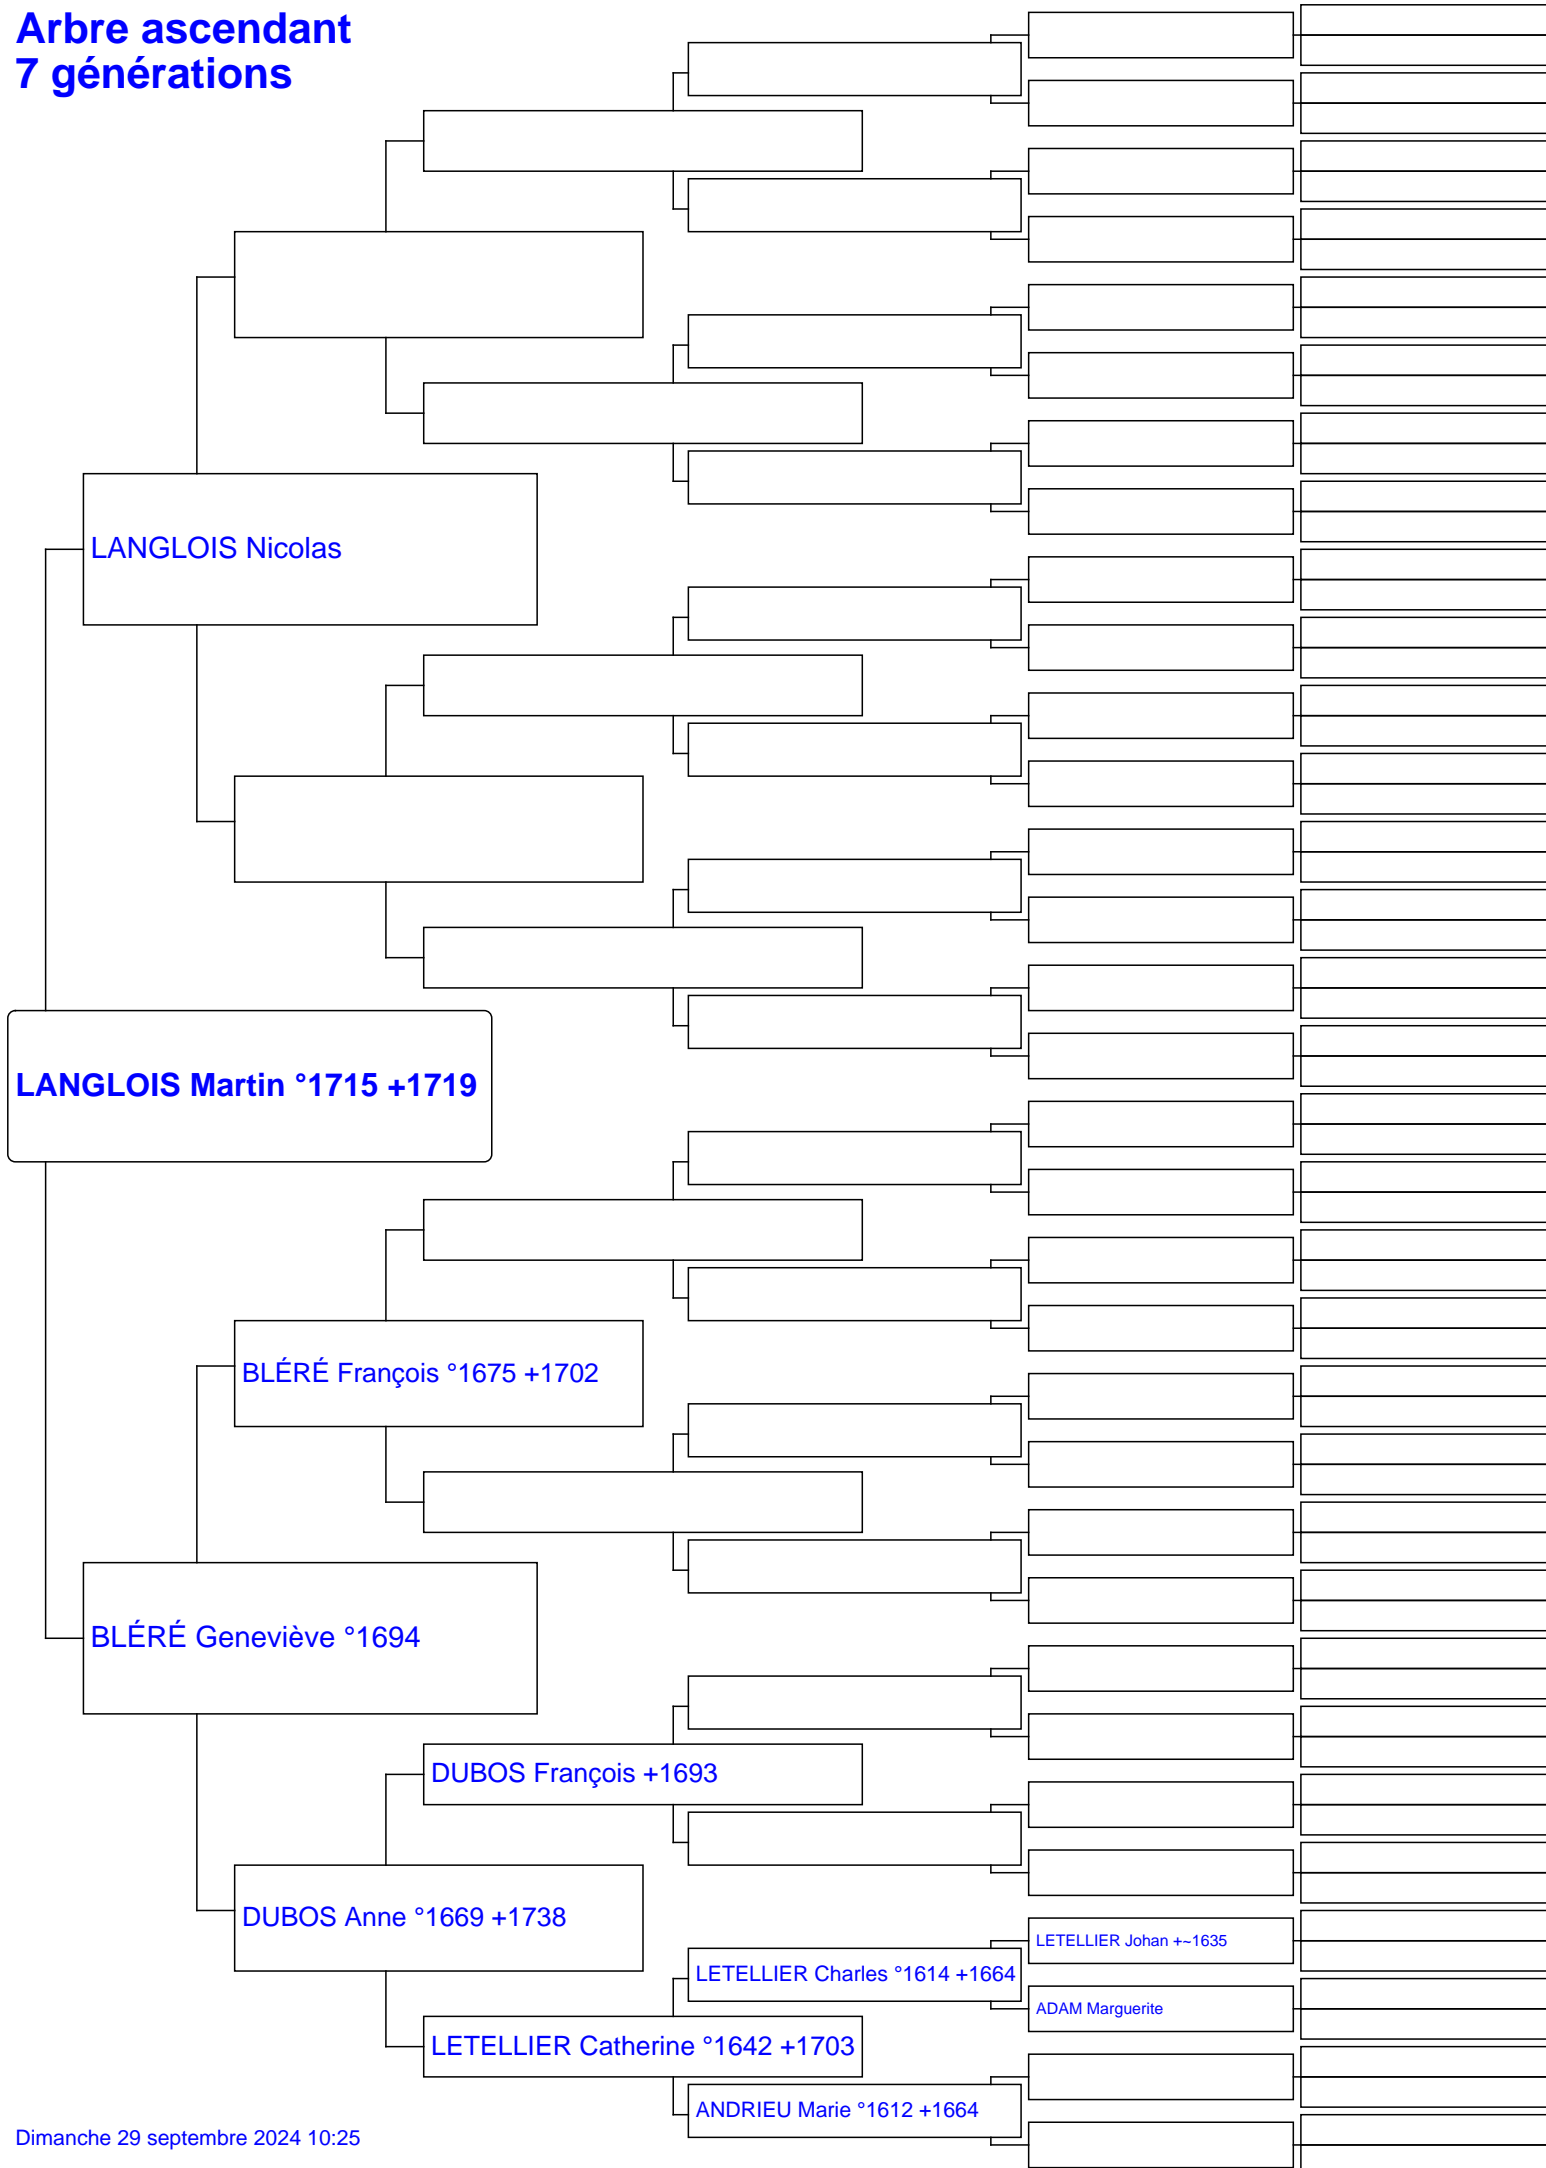 Arbre ascendant
7 générations
LANGLOIS Nicolas
LANGLOIS Martin °1715 +1719
BLÉRÉ François °1675 +1702
BLÉRÉ Geneviève °1694
DUBOS François +1693
DUBOS Anne °1669 +1738
LETELLIER Johan +~1635
LETELLIER Charles °1614 +1664
ADAM Marguerite
LETELLIER Catherine °1642 +1703
ANDRIEU Marie °1612 +1664
Dimanche 29 septembre 2024 10:25